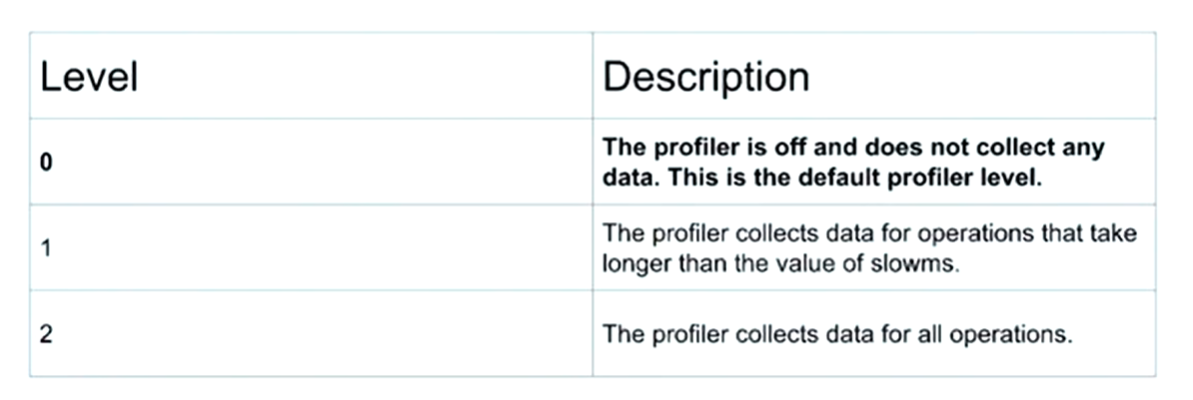 Level
Description
0
The profiler is off and does not collect any
data. This is the default profiler level.
1
The profiler collects data for operations that take
longer than the value of slowms.
2
The profiler collects data for all operations.